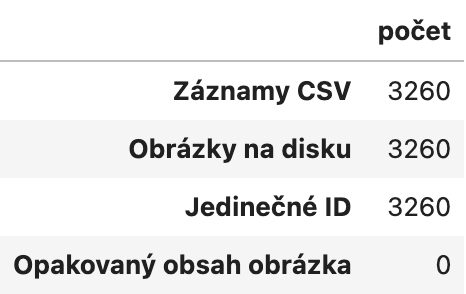 počet
Záznamy CSV 3260
Obrázky na disku 3260
Jedinečné ID 3260
Opakovaný obsah obrázka 0